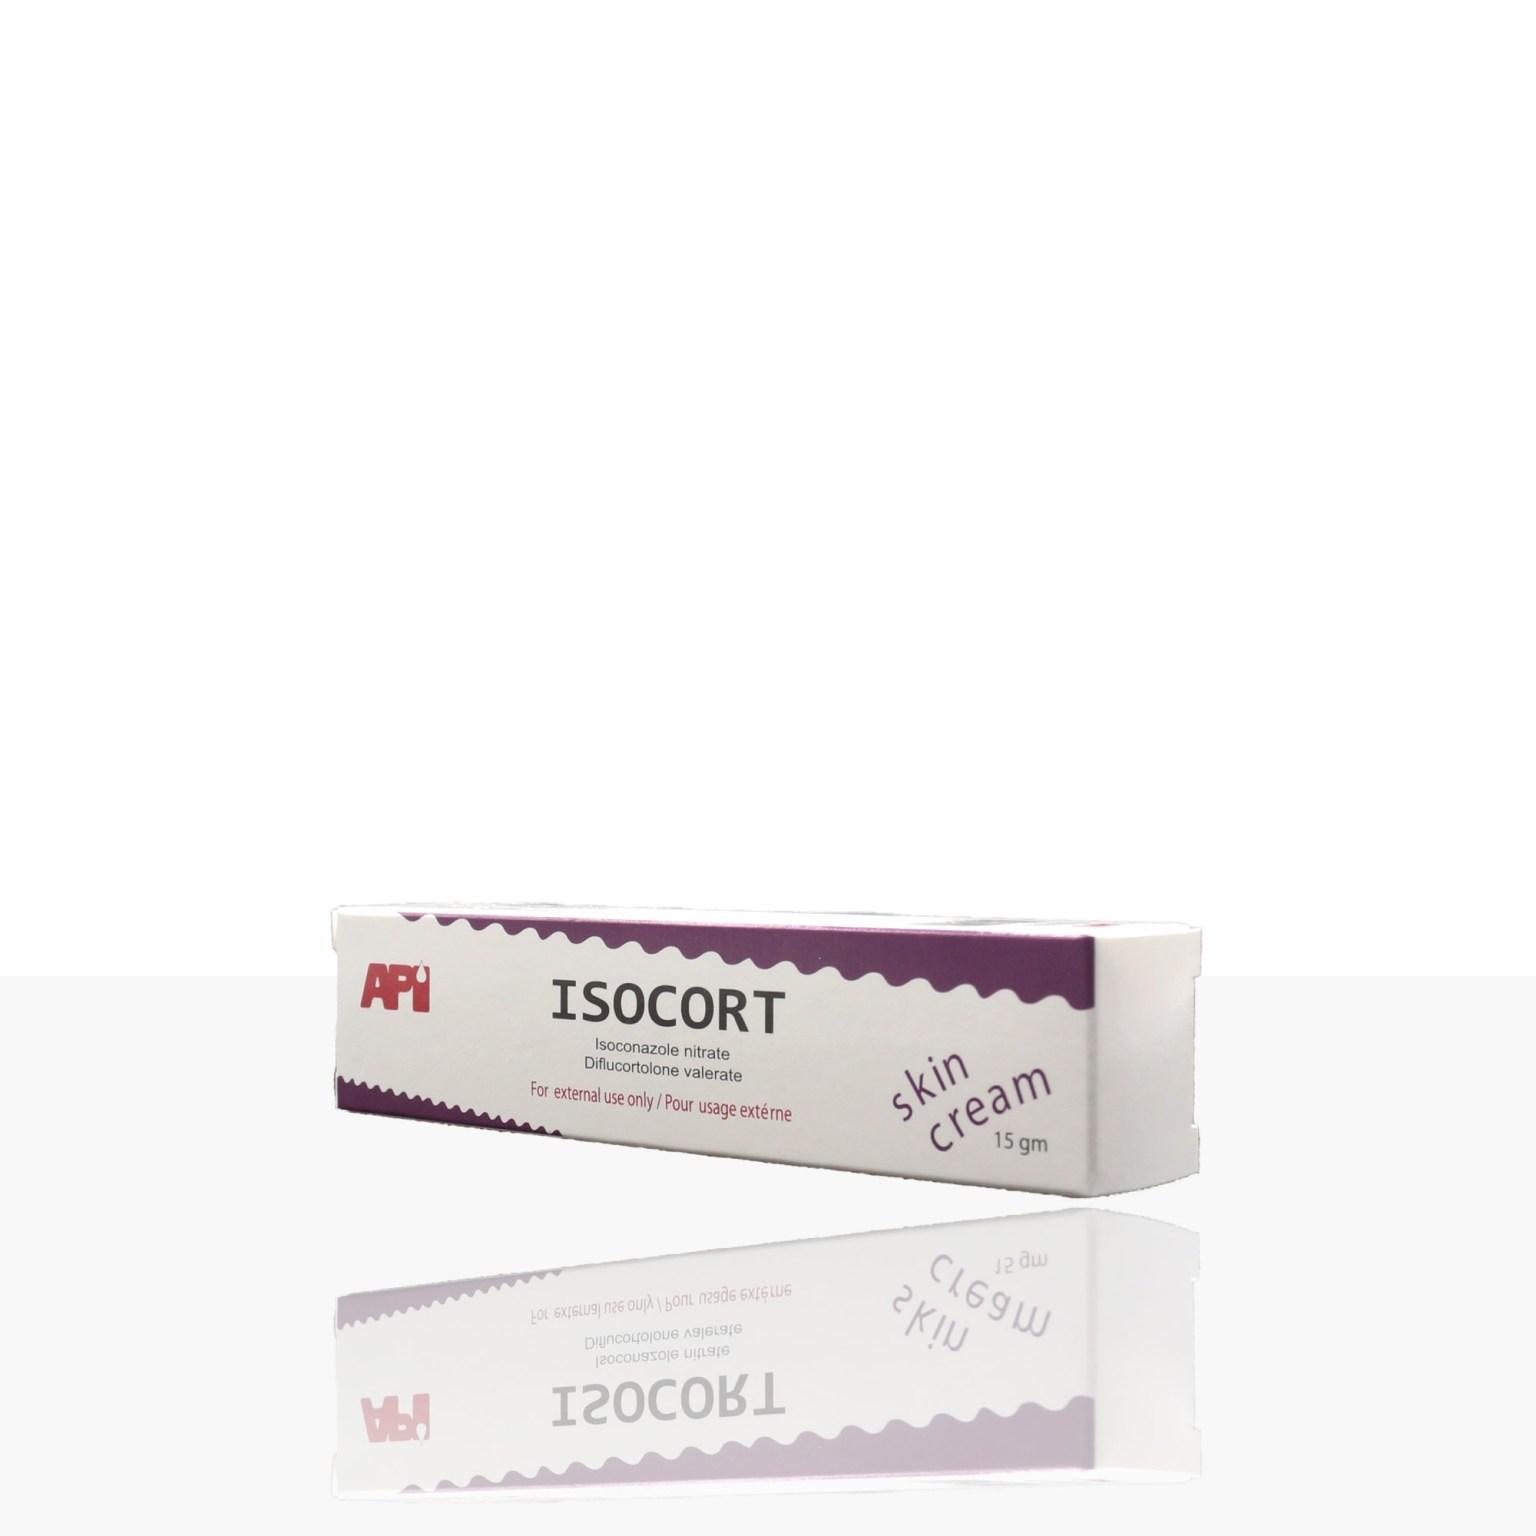 API
ISOCORT
Isoconazole nitrate
Diflucortolone valerate
For external use only / Pour usage extérne
skin
cream
15 gm